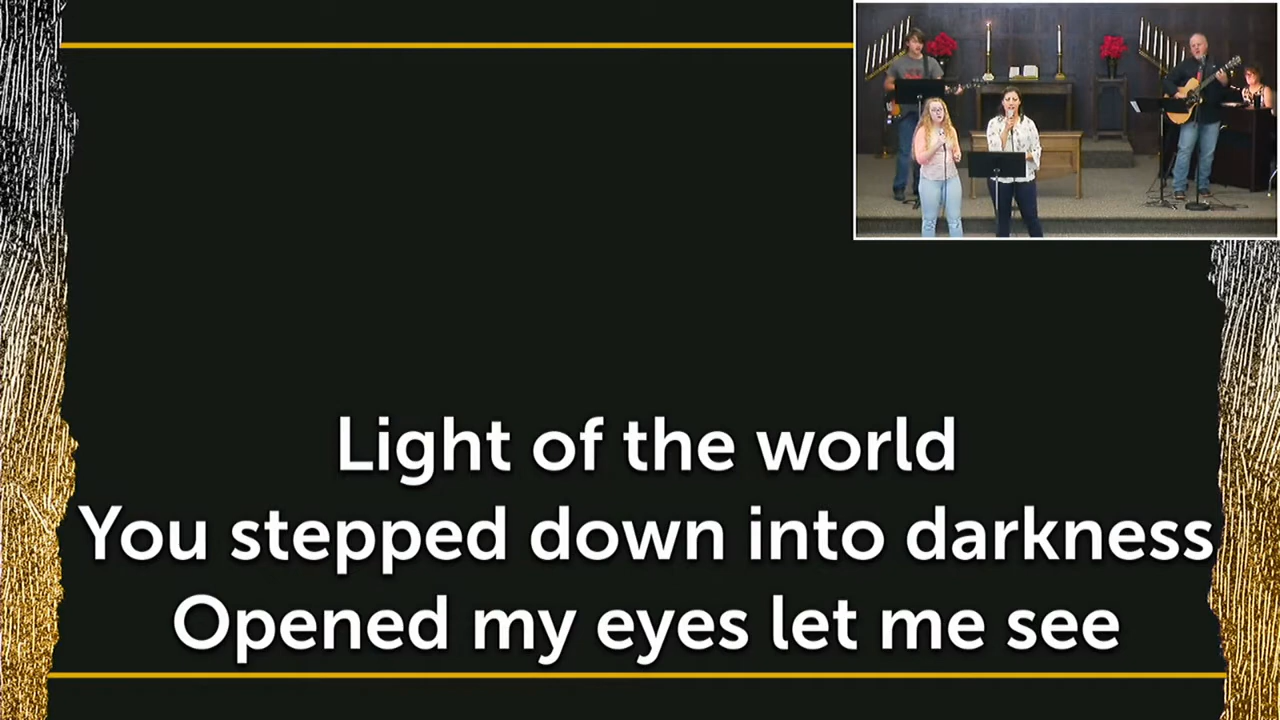 Light of the world
You stepped down into darkness
Opened my eyes let me see